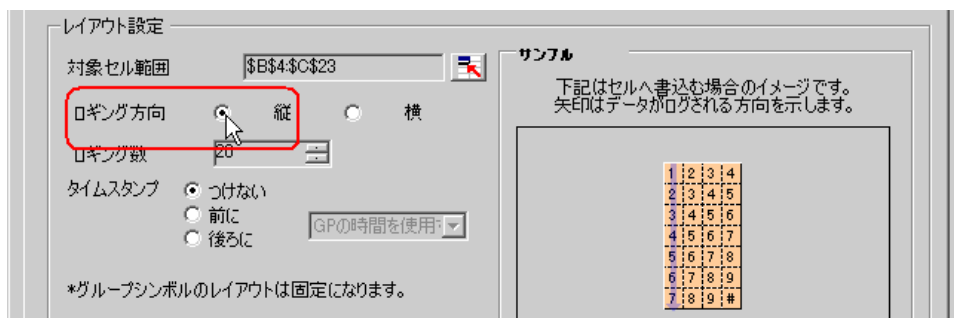 レイアウト設定
対象セル範囲 $B$4:$C$23
ロギング方向 縦 横
ロギング数 20
タイムスタンプ つけない
前に
後ろに
GPの時間を使用
*グループシンボルのレイアウトは固定になります。
サンプル
下記はセルへ書込む場合のイメージです。
矢印はデータがログされる方向を示します。
1 2 3 4
2 3 4 5
3 4 5 6
4 5 6 7
5 6 7 8
6 7 8 9
7 8 9 #